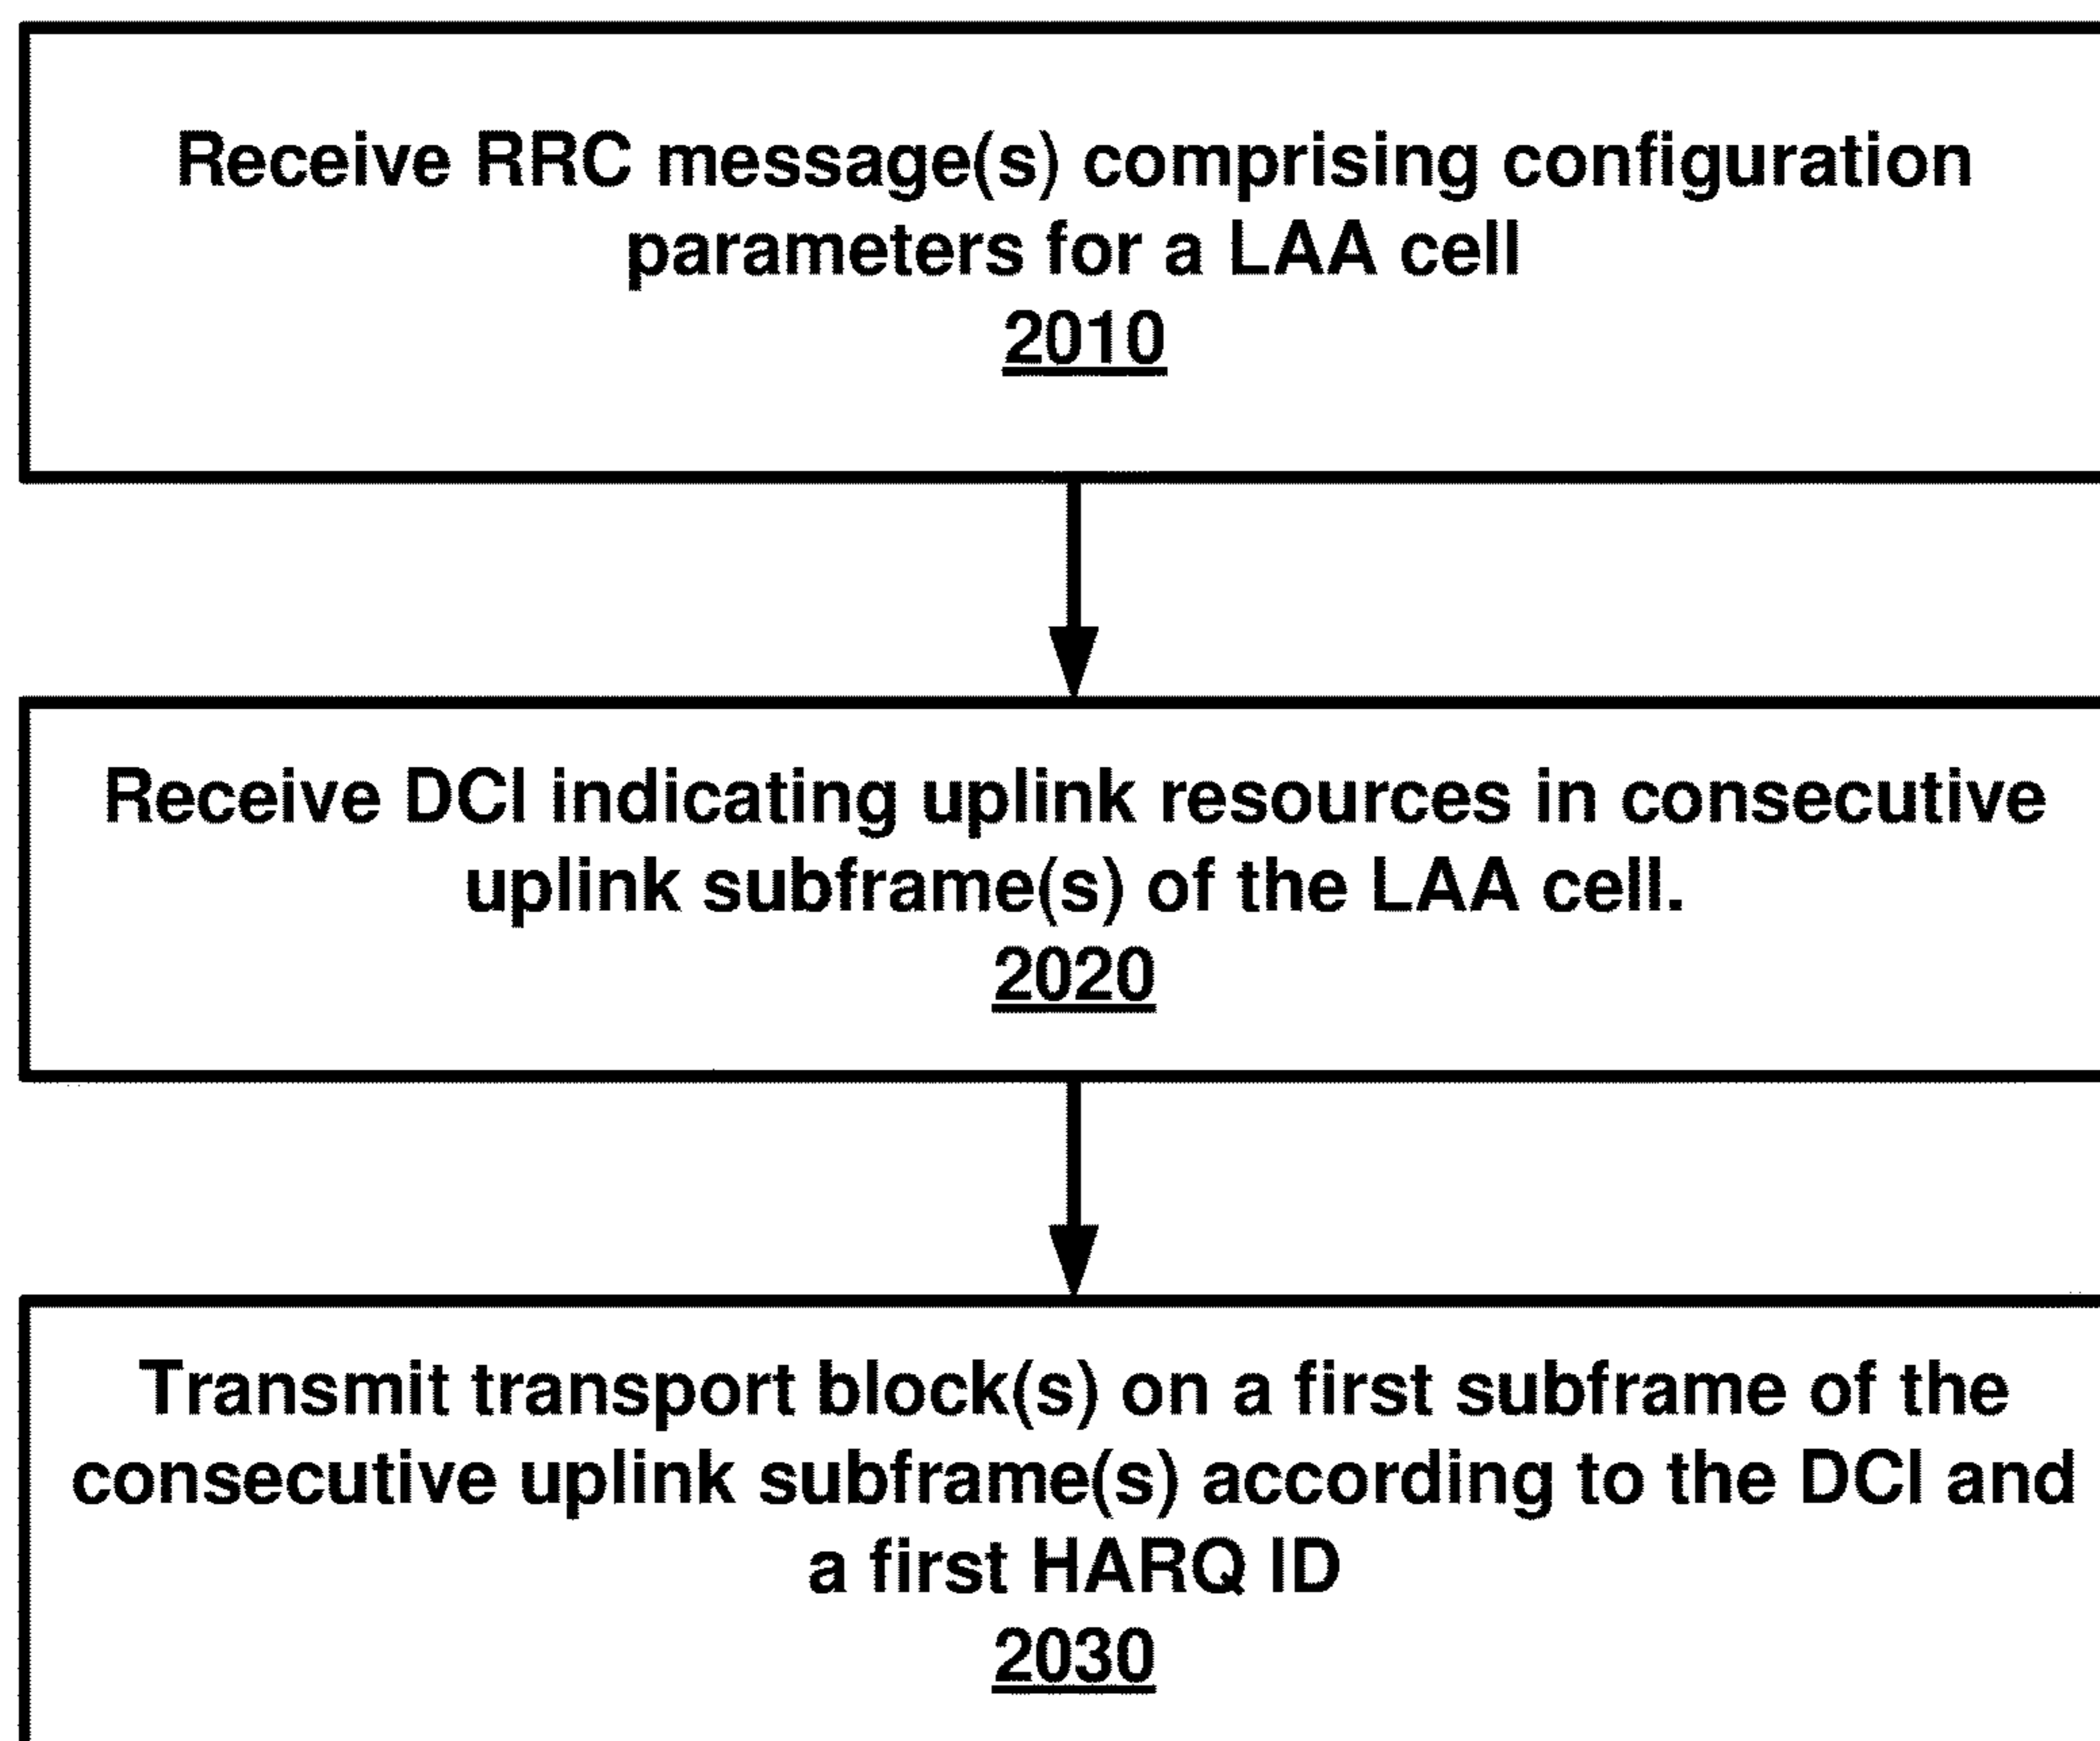 Receive RRC message(s) comprising configuration
parameters for a LAA cell
2010
Receive DCI indicating uplink resources in consecutive
uplink subframe(s) of the LAA cell.
2020
Transmit transport block(s) on a first subframe of the
consecutive uplink subframe(s) according to the DCI and
a first HARQ ID
2030